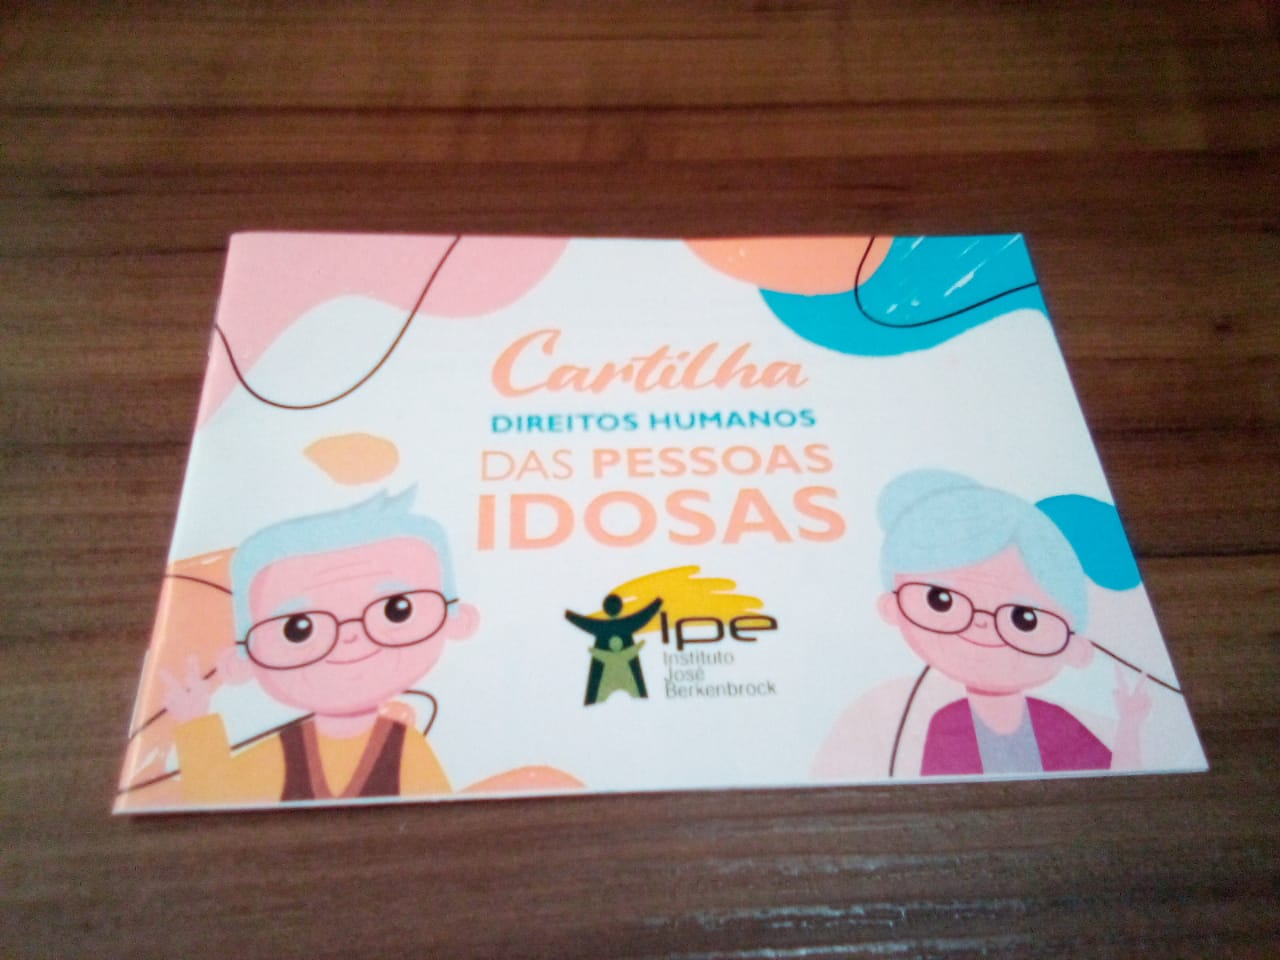 Cartilha
DIREITOS HUMANOS
DAS PESSOAS
IDOSAS
Ipe
Instituto
José
Berkenbrock